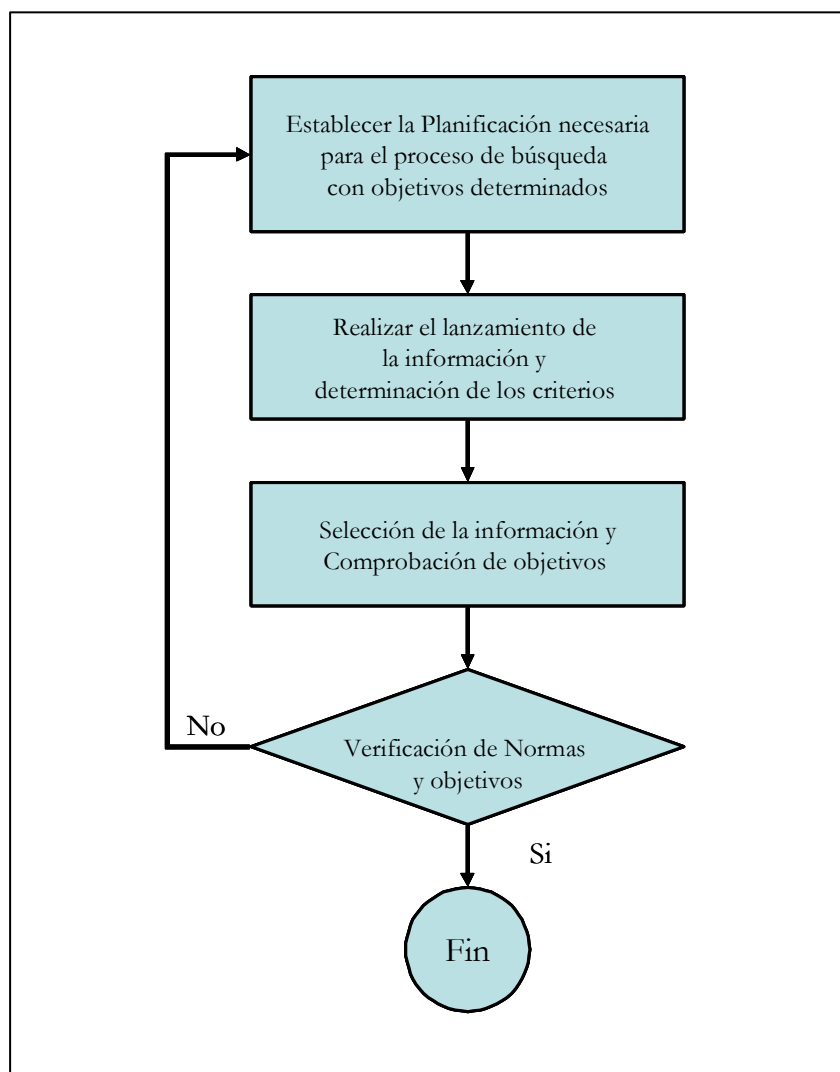 Establecer la Planificación necesaria
para el proceso de búsqueda
con objetivos determinados
Realizar el lanzamiento de
la información y
determinación de los criterios
Selección de la información y
Comprobación de objetivos
No
Verificación de Normas
y objetivos
Si
Fin